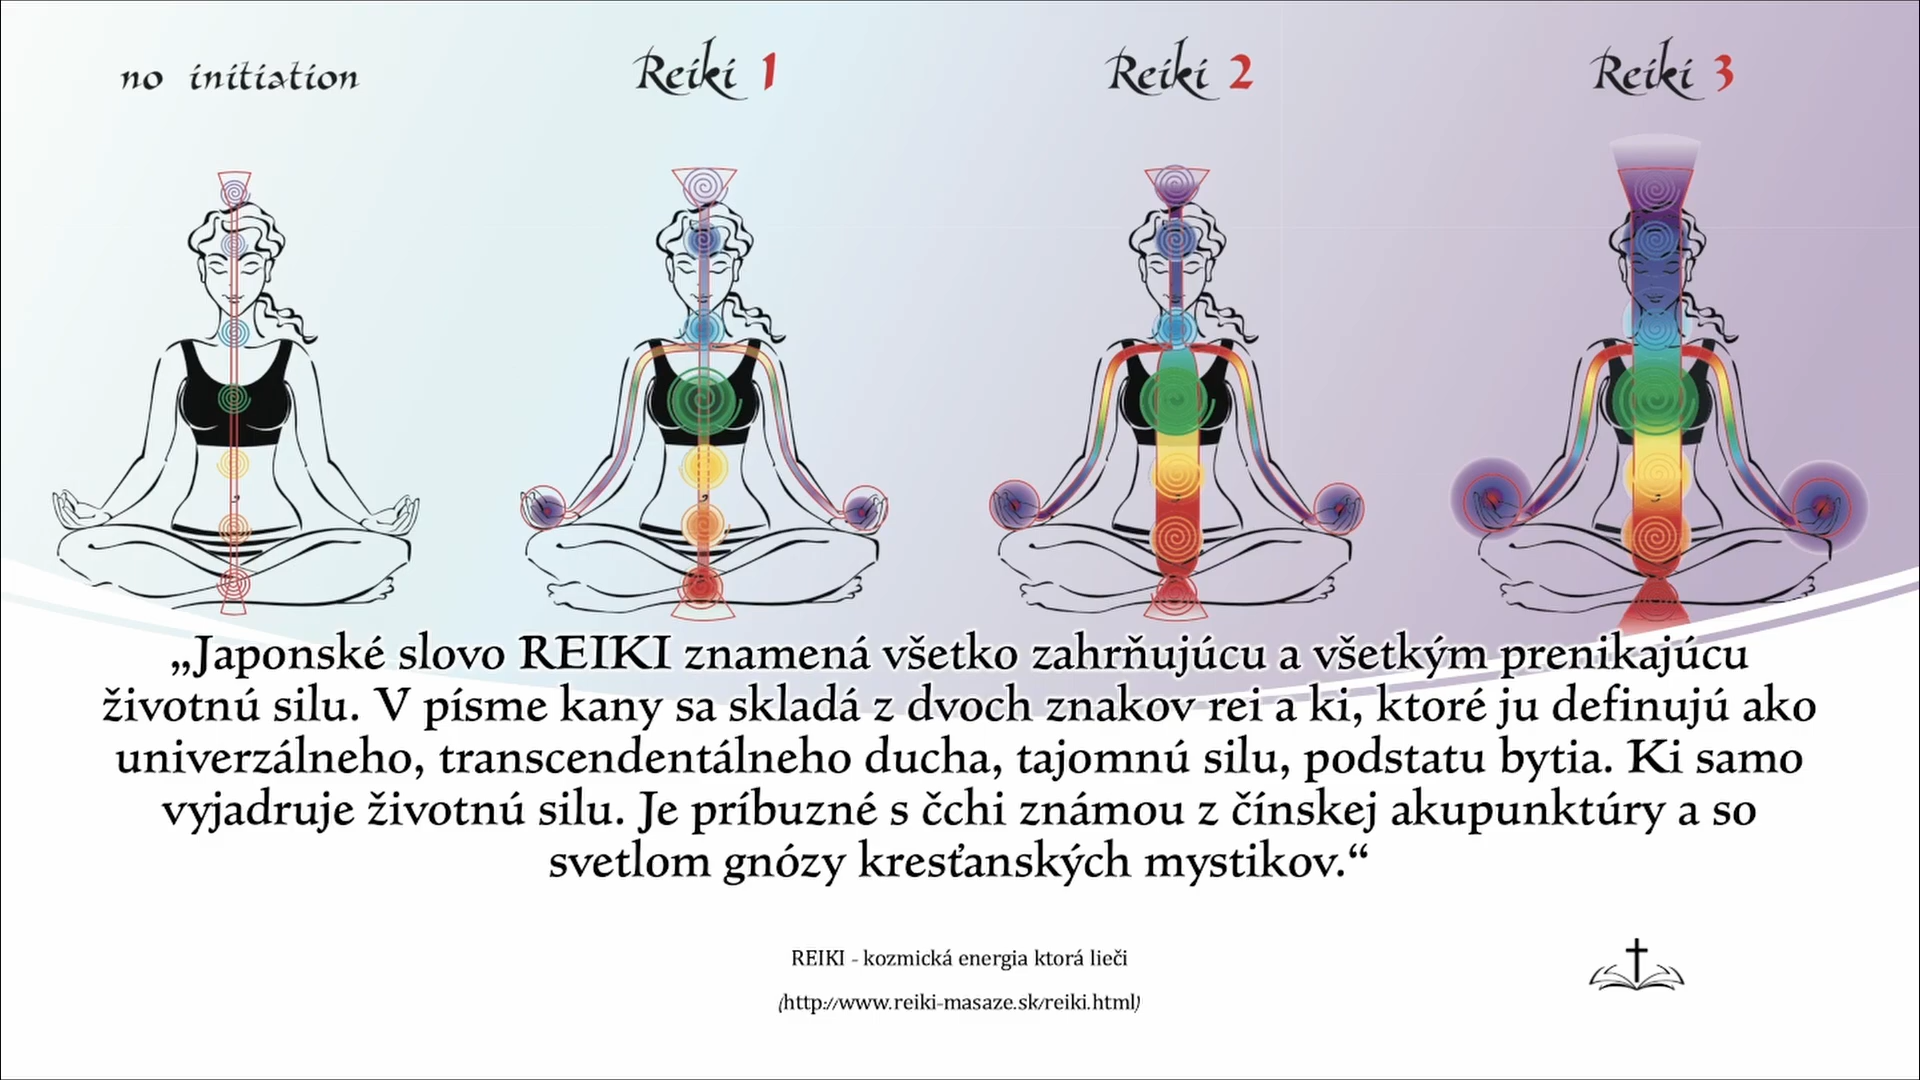 no initiation
Reiki 1
Reiki 2
Reiki 3
„Japonské slovo REIKI znamená všetko zahrňujúcu a všetkým prenikajúcu
životnú silu. V písme kany sa skladá z dvoch znakov rei a ki, ktoré ju definujú ako
univerzálneho, transcendentálneho ducha, tajomnú silu, podstatu bytia. Ki samo
vyjadruje životnú silu. Je príbuzné s čchi známou z čínskej akupunktúry a so
svetlom gnózy kresťanských mystikov.“
REIKI - kozmická energia ktorá lieči
(http://www.reiki-masaze.sk/reiki.html)